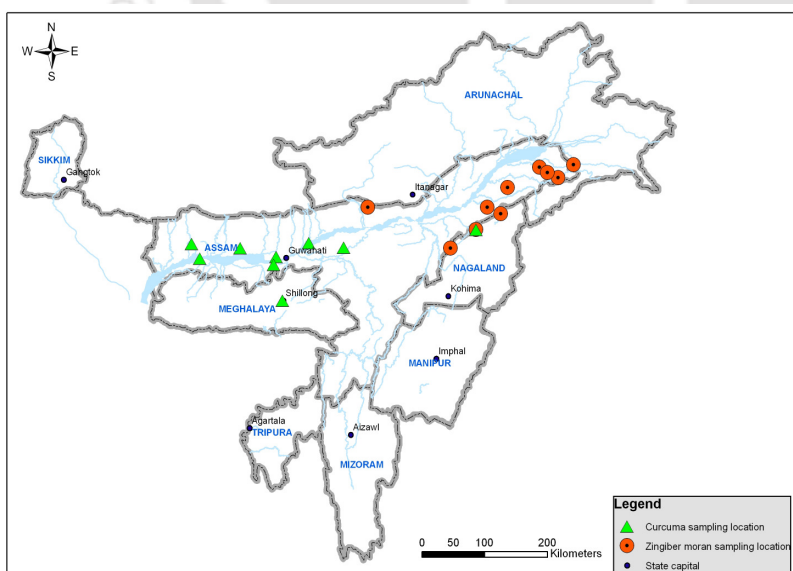 N
W E
S
ARUNACHAL
SIKKIM
Gangtok
Itanagar
ASSAM
Guwahati
NAGALAND
Shillong
MEGHALAYA
Kohima
Imphal
MANIPUR
Agartala
TRIPURA
Aizawl
MIZORAM
Legend
Curcuma sampling location
Zingiber moran sampling location
State capital
0 50 100 200
Kilometers